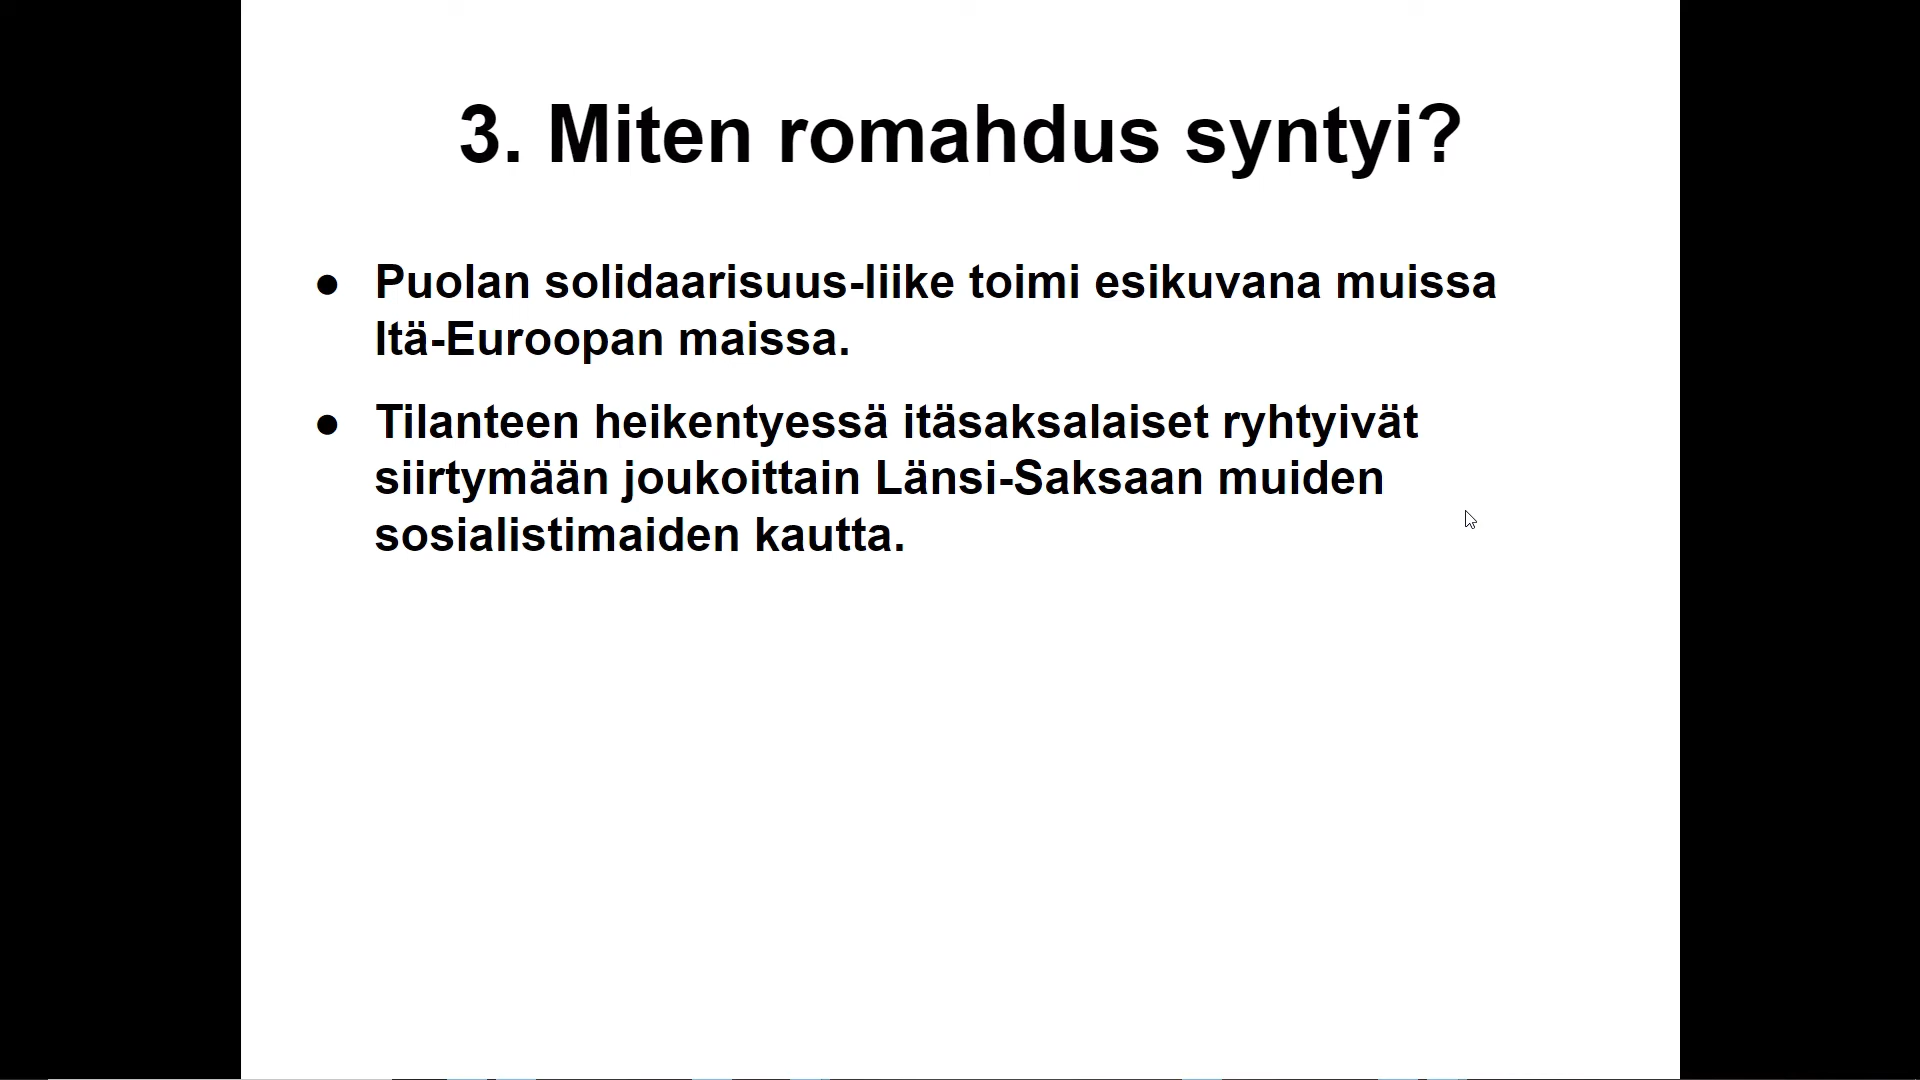 3. Miten romahdus syntyi?
● Puolan solidaarisuus-liike toimi esikuvana muissa
Itä-Euroopan maissa.
● Tilanteen heikentyessä itäsaksalaiset ryhtyivät
siirtymään joukoittain Länsi-Saksaan muiden
sosialistimaiden kautta.